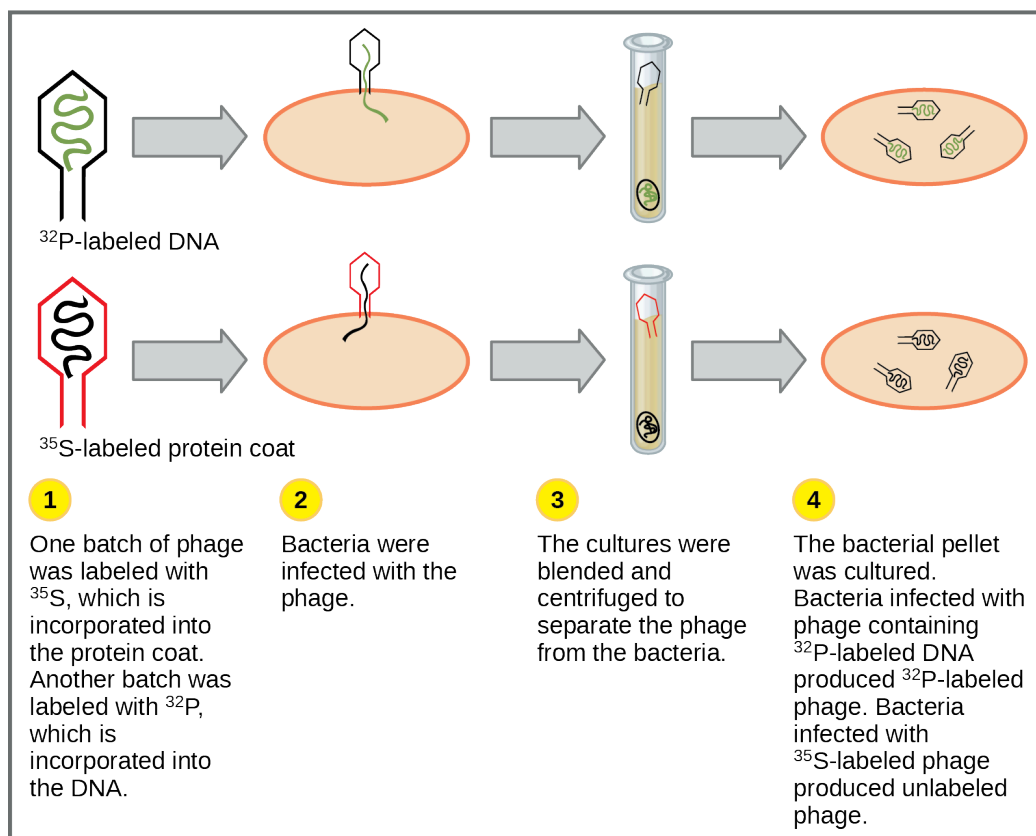 ³²P-labeled DNA
³⁵S-labeled protein coat
1
One batch of phage
was labeled with
³⁵S, which is
incorporated into
the protein coat.
Another batch was
labeled with ³²P,
which is
incorporated into
the DNA.
2
Bacteria were
infected with the
phage.
3
The cultures were
blended and
centrifuged to
separate the phage
from the bacteria.
4
The bacterial pellet
was cultured.
Bacteria infected with
phage containing
³²P-labeled DNA
produced ³²P-labeled
phage. Bacteria
infected with
³⁵S-labeled phage
produced unlabeled
phage.